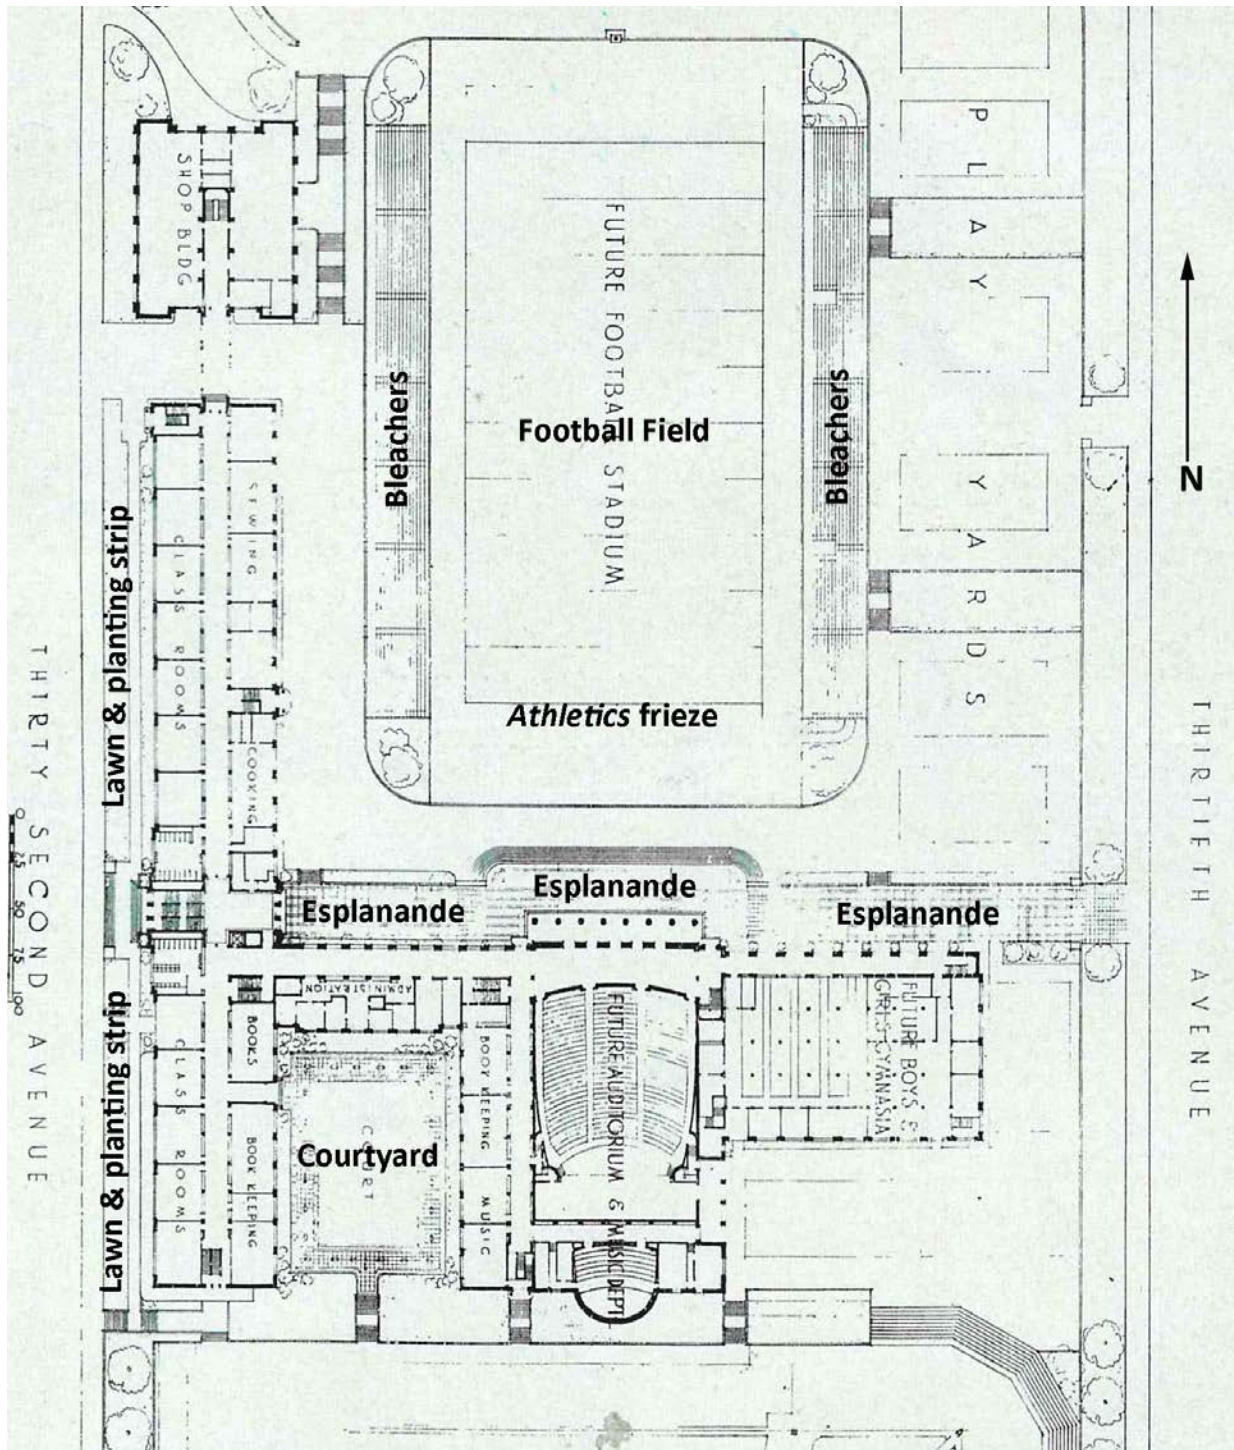 SHOP BLDG
PLAY YARDS
FUTURE FOOTBALL STADIUM
Bleachers
Football Field
Bleachers
N
SEWING
CLASS ROOMS
Lawn & planting strip
THIRTY SECOND AVENUE
Athletics frieze
THIRTIETH AVENUE
COOKING
0
25
50
75
100
Esplanande
Esplanande
Esplanande
ADMINISTRATION
BOOKS
BOOK KEEPING
FUTURE AUDITORIUM & MUSIC DEPT
FUTURE BOYS &
GIRLS GYMNASIA
Lawn & planting strip
CLASS ROOMS
BOOK KEEPING
Courtyard
COURT
MUSIC